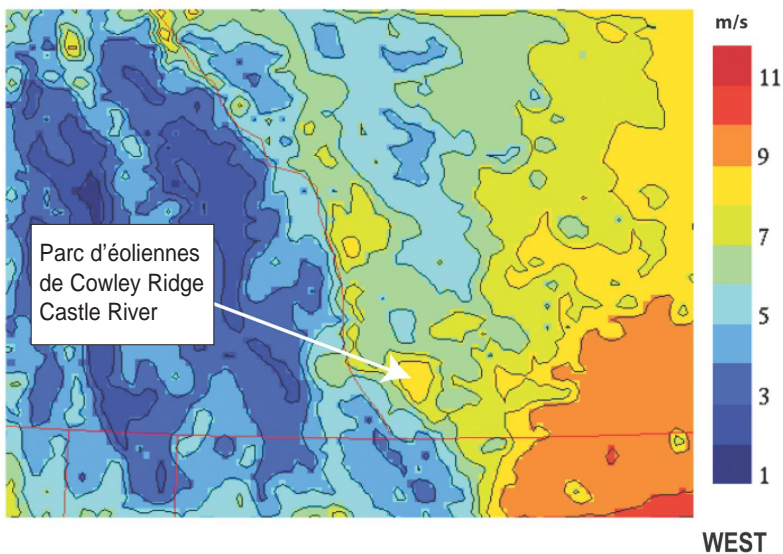 m/s
11
9
7
5
3
1
Parc d'éoliennes
de Cowley Ridge
Castle River
WEST